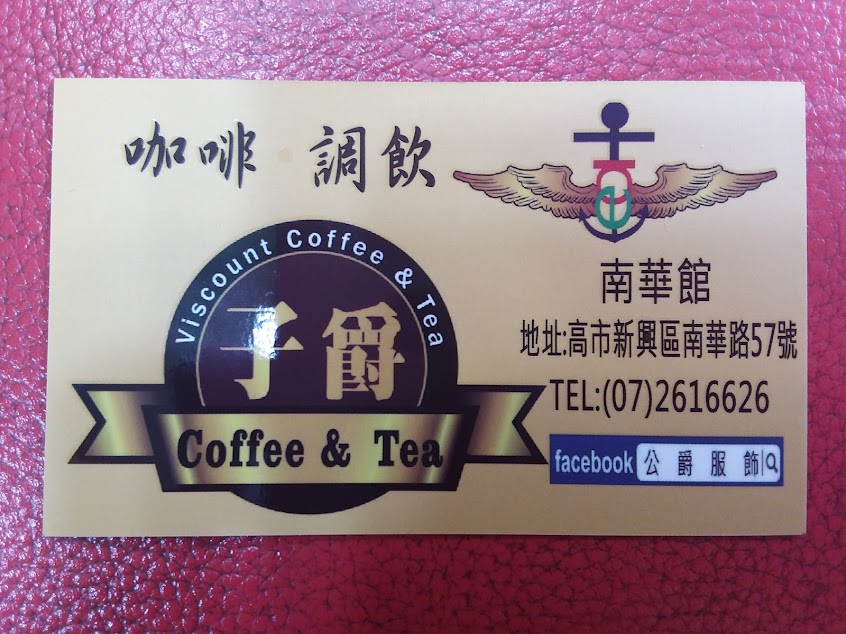 咖啡 調飲
Viscount Coffee & Tea
子爵
Coffee & Tea
南華館
地址:高市新興區南華路57號
TEL:(07)2616626
facebook 公爵服飾